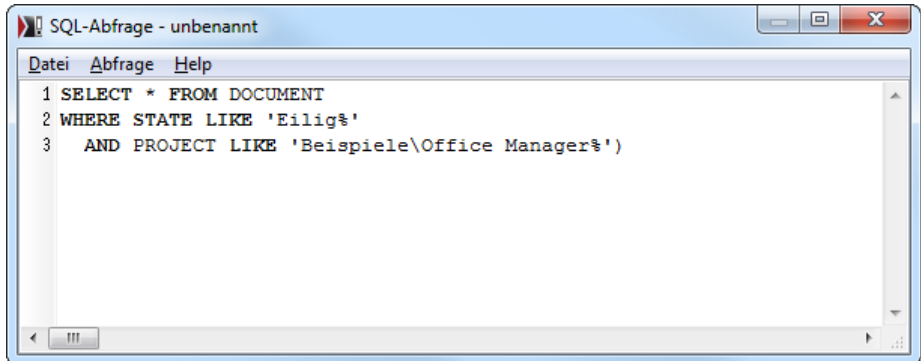 SQL-Abfrage - unbenannt
Datei Abfrage Help
1 SELECT * FROM DOCUMENT
2 WHERE STATE LIKE 'Eilig%'
3 AND PROJECT LIKE 'Beispiele\Office Manager%')